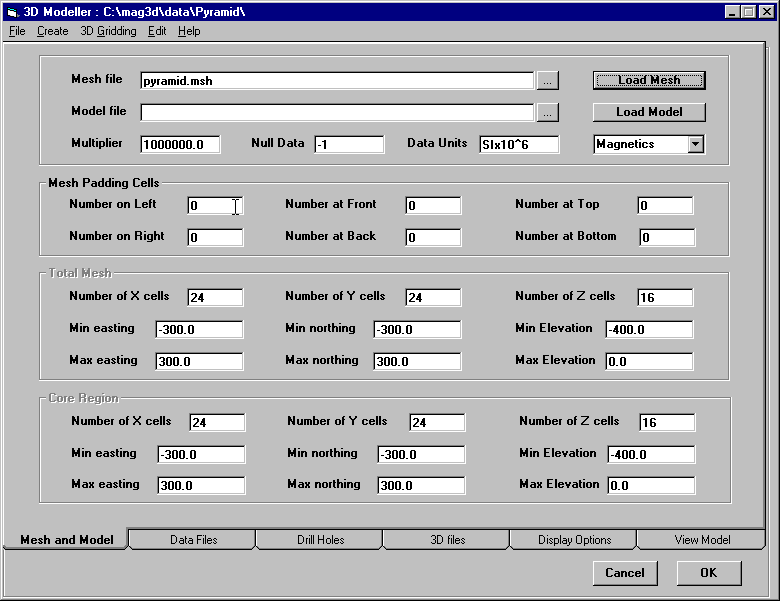 3D Modeller : C:\mag3d\data\Pyramid\
File Create 3D Gridding Edit Help
Mesh file pyramid.msh ... Load Mesh
Model file ... Load Model
Multiplier 1000000.0 Null Data -1 Data Units SIx10^6 Magnetics
Mesh Padding Cells
Number on Left 0 Number at Front 0 Number at Top 0
Number on Right 0 Number at Back 0 Number at Bottom 0
Total Mesh
Number of X cells 24 Number of Y cells 24 Number of Z cells 16
Min easting -300.0 Min northing -300.0 Min Elevation -400.0
Max easting 300.0 Max northing 300.0 Max Elevation 0.0
Core Region
Number of X cells 24 Number of Y cells 24 Number of Z cells 16
Min easting -300.0 Min northing -300.0 Min Elevation -400.0
Max easting 300.0 Max northing 300.0 Max Elevation 0.0
Mesh and Model Data Files Drill Holes 3D files Display Options View Model
Cancel OK